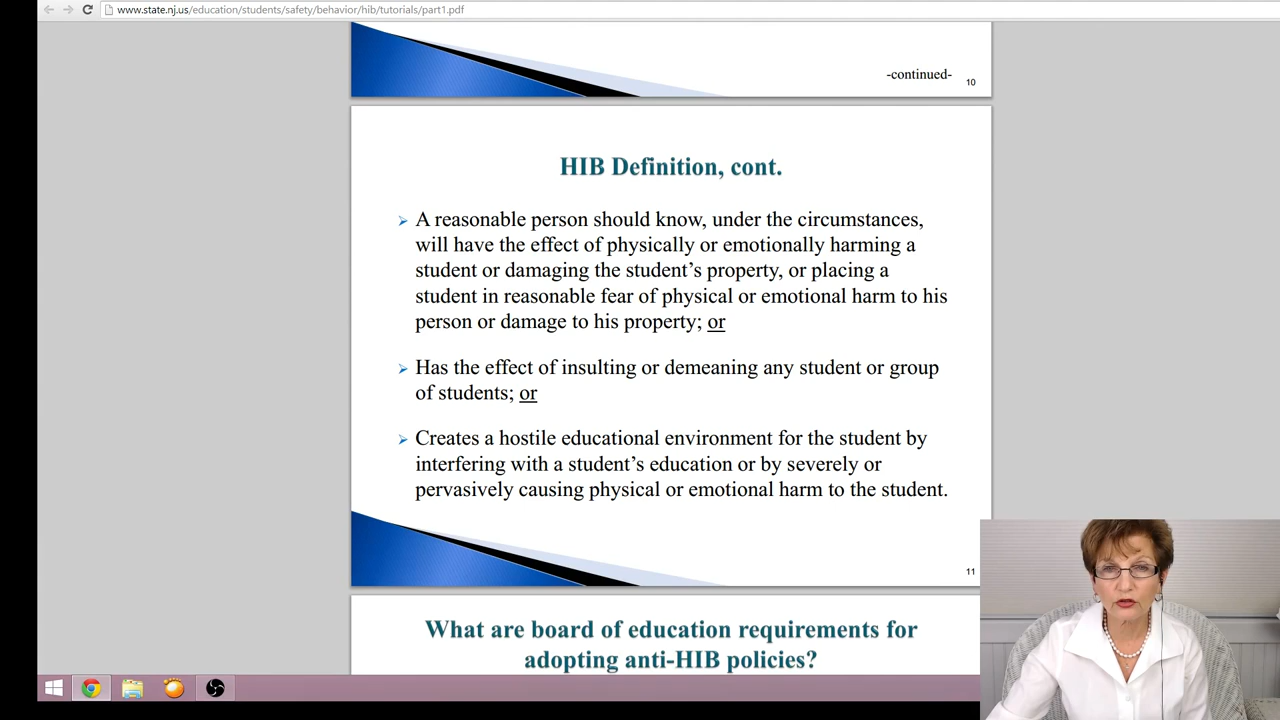 www.state.nj.us/education/students/safety/behavior/hib/tutorials/part1.pdf
-continued-
10
HIB Definition, cont.
➢ A reasonable person should know, under the circumstances,
will have the effect of physically or emotionally harming a
student or damaging the student’s property, or placing a
student in reasonable fear of physical or emotional harm to his
person or damage to his property; or
➢ Has the effect of insulting or demeaning any student or group
of students; or
➢ Creates a hostile educational environment for the student by
interfering with a student’s education or by severely or
pervasively causing physical or emotional harm to the student.
11
What are board of education requirements for
adopting anti-HIB policies?